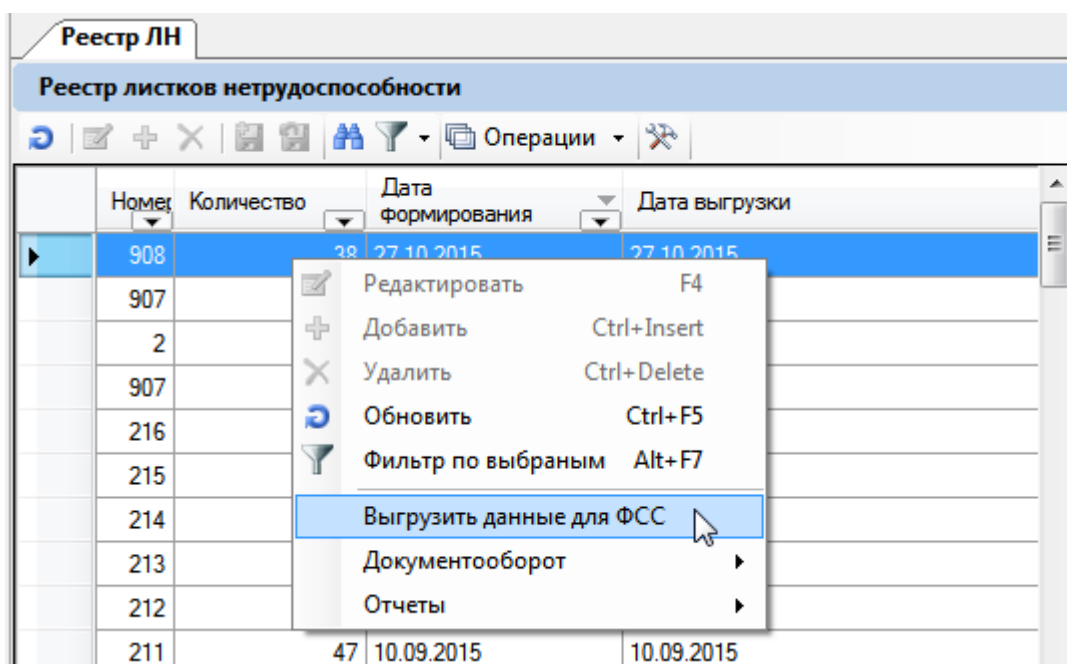 Реестр ЛН
Реестр листков нетрудоспособности
Операции
Номер Количество Дата формирования Дата выгрузки
908 38 27.10.2015 27.10.2015
Редактировать F4
907
Добавить Ctrl+Insert
2
Удалить Ctrl+Delete
907
Обновить Ctrl+F5
216
Фильтр по выбраным Alt+F7
215
214 Выгрузить данные для ФСС
213 Документооборот
212 Отчеты
211 47 10.09.2015 10.09.2015